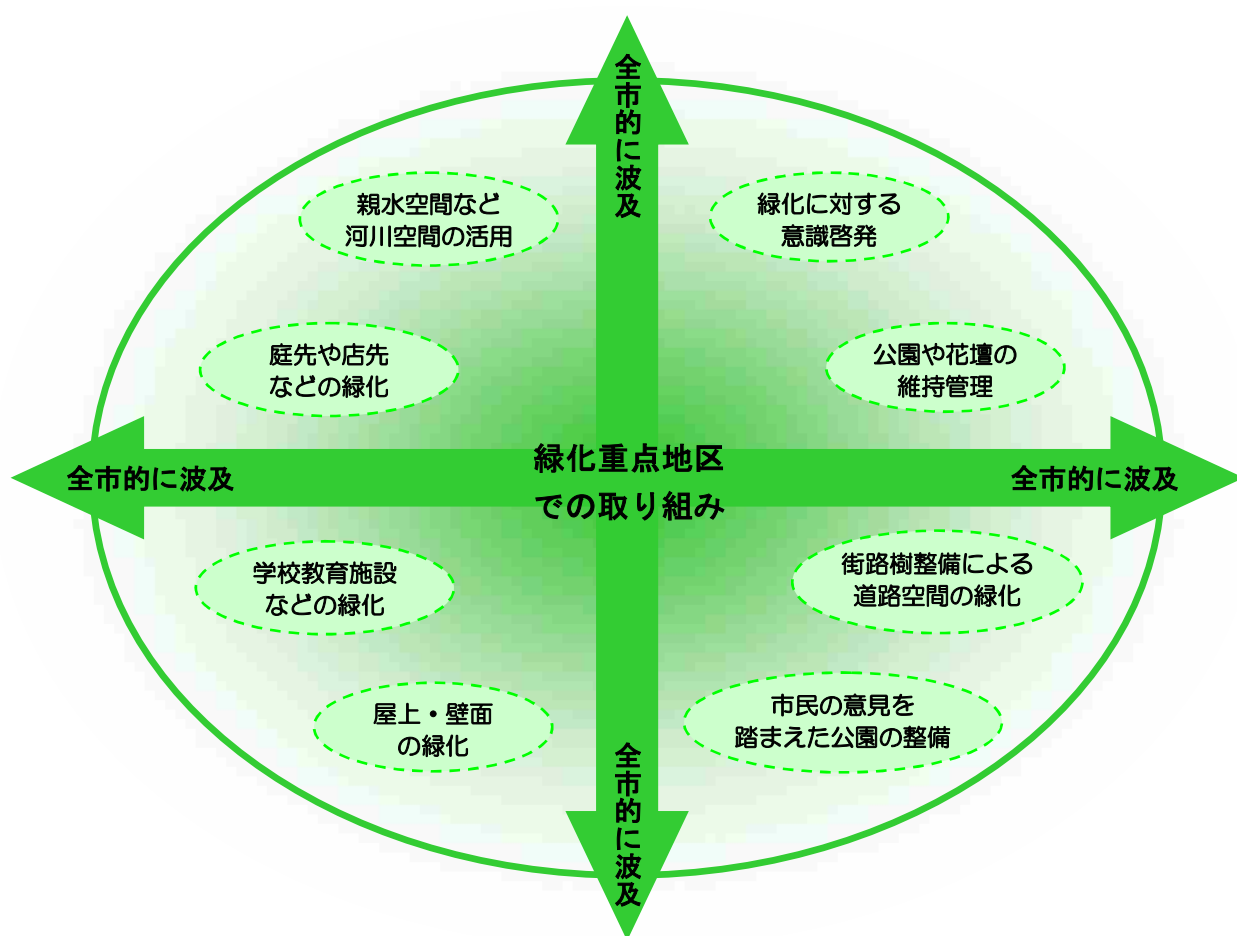 全市的に波及
親水空間など
河川空間の活用
緑化に対する
意識啓発
庭先や店先
などの緑化
公園や花壇の
維持管理
全市的に波及
緑化重点地区
での取り組み
全市的に波及
学校教育施設
などの緑化
街路樹整備による
道路空間の緑化
屋上・壁面
の緑化
市民の意見を
踏まえた公園の整備
全市的に波及